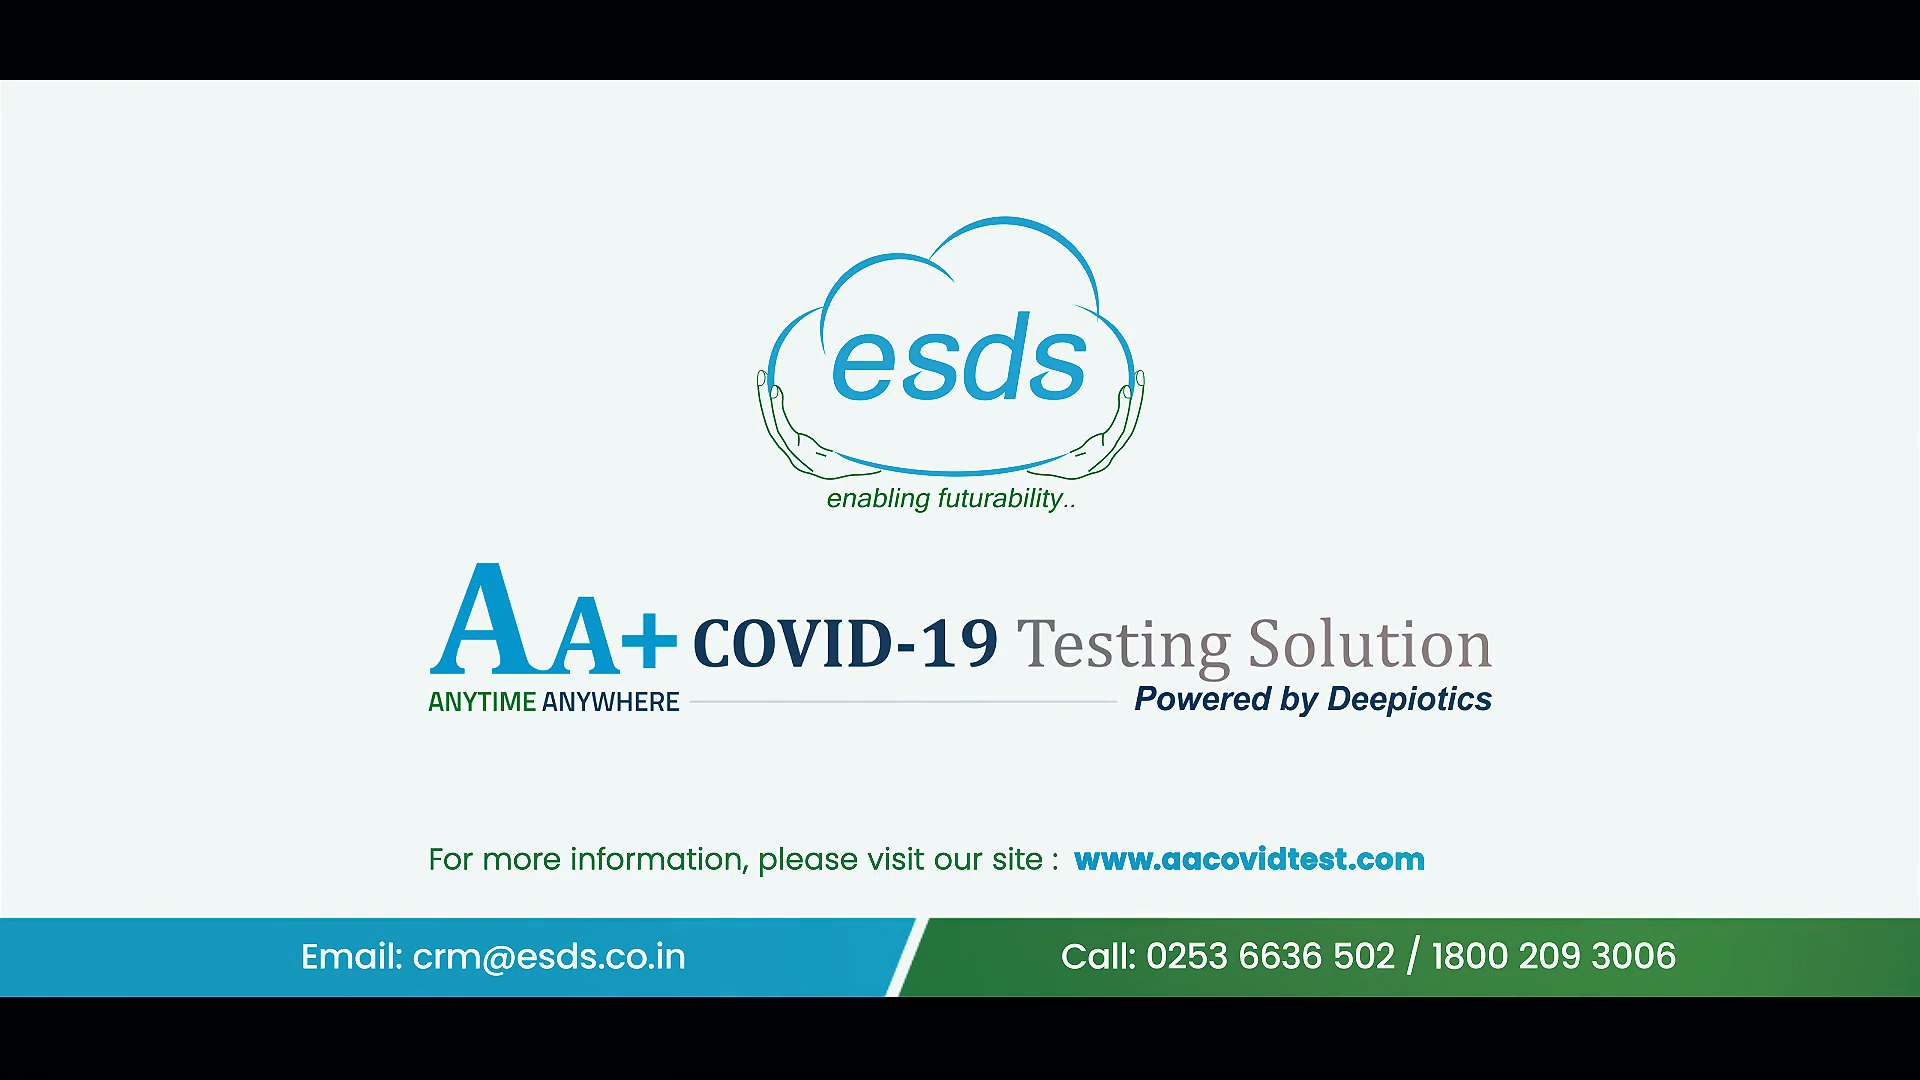 esds
enabling futurability..
AA+ COVID-19 Testing Solution
ANYTIME ANYWHERE Powered by Deepiotics
For more information, please visit our site : www.aacovidtest.com
Email: crm@esds.co.in Call: 0253 6636 502 / 1800 209 3006